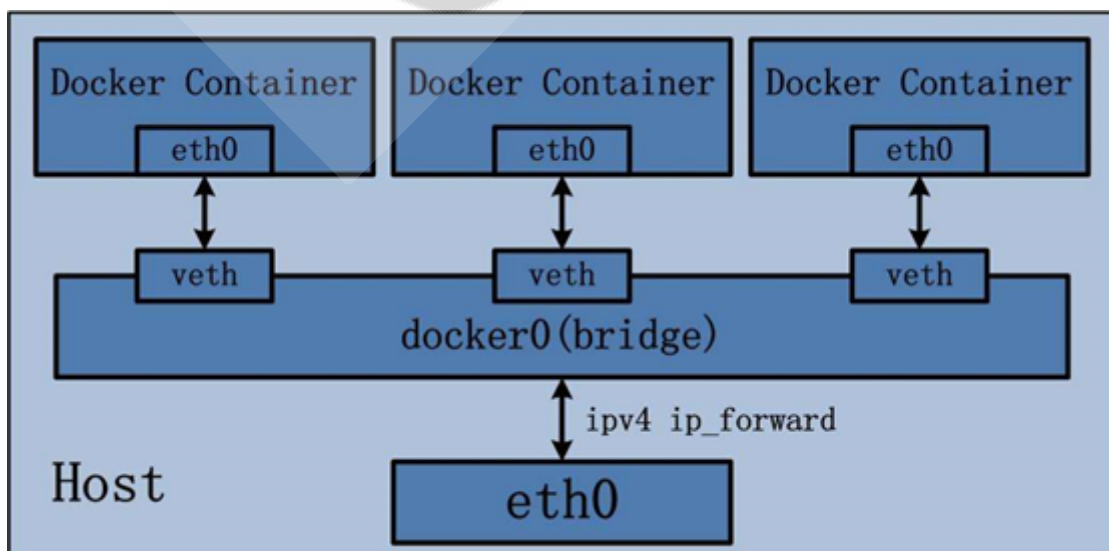 Docker Container
Docker Container
Docker Container
eth0
eth0
eth0
veth
veth
veth
docker0(bridge)
ipv4 ip_forward
Host
eth0